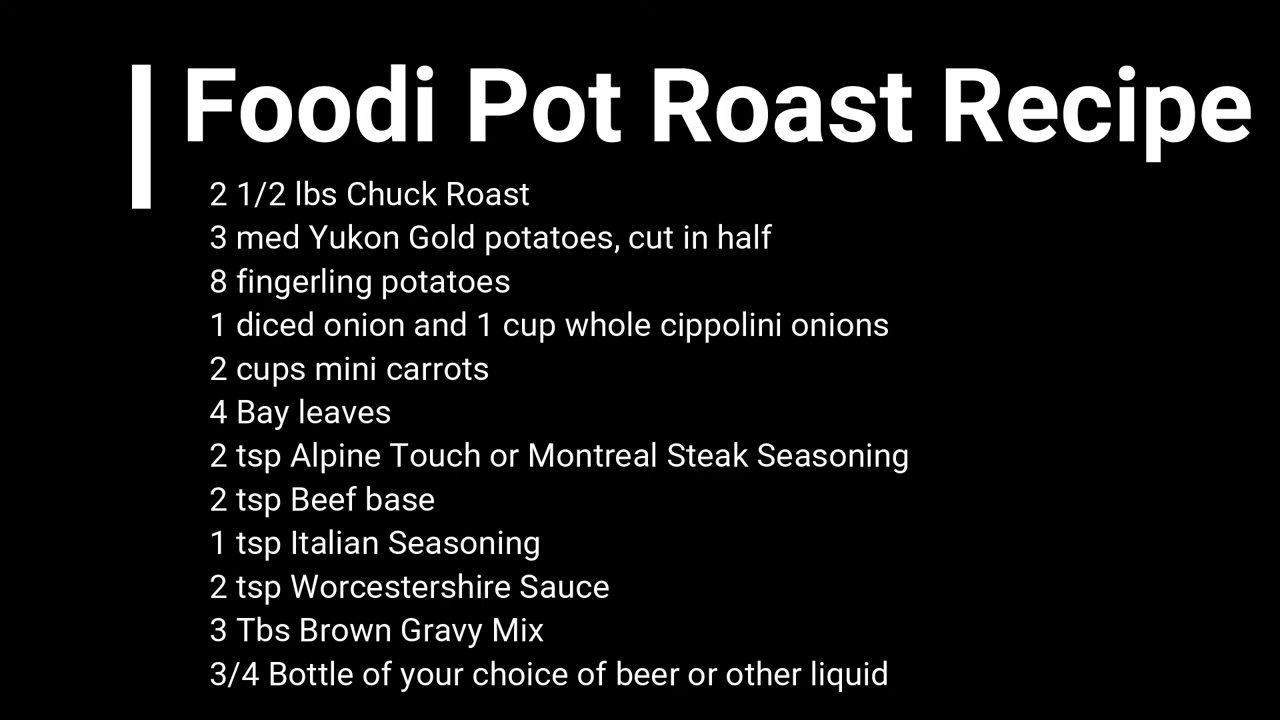 Foodi Pot Roast Recipe
2 1/2 lbs Chuck Roast
3 med Yukon Gold potatoes, cut in half
8 fingerling potatoes
1 diced onion and 1 cup whole cippolini onions
2 cups mini carrots
4 Bay leaves
2 tsp Alpine Touch or Montreal Steak Seasoning
2 tsp Beef base
1 tsp Italian Seasoning
2 tsp Worcestershire Sauce
3 Tbs Brown Gravy Mix
3/4 Bottle of your choice of beer or other liquid